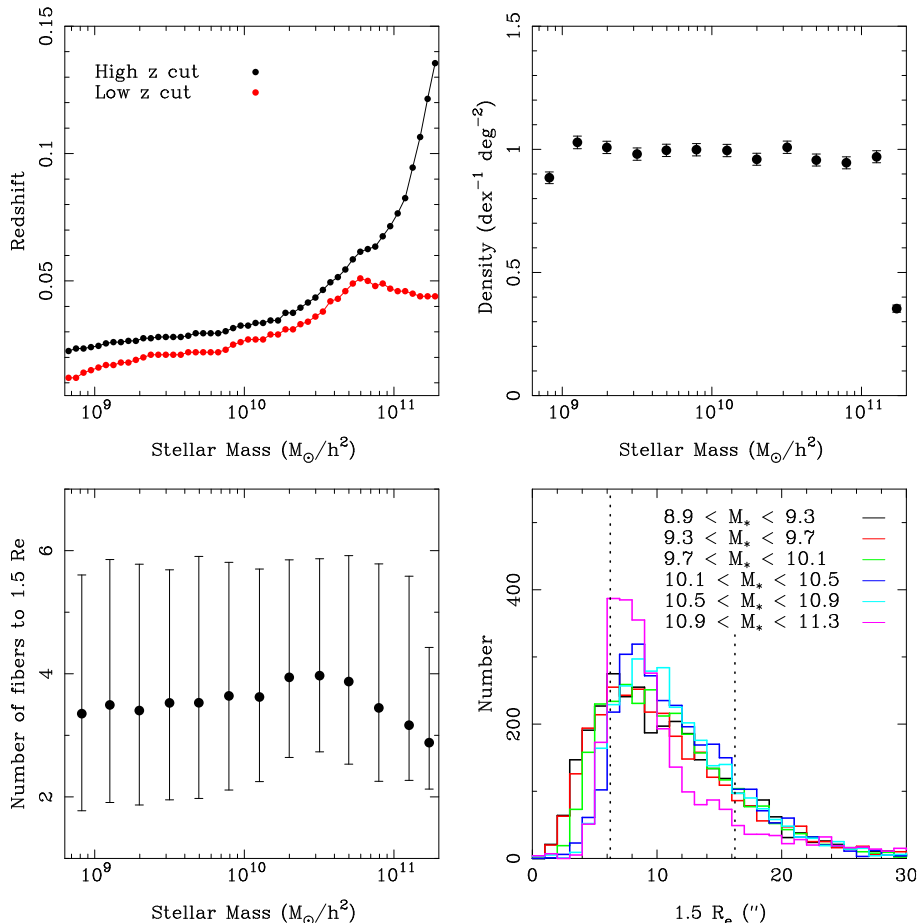 0.15
High z cut
Low z cut
0.1
Redshift
0.05
10⁹ 10¹⁰ 10¹¹
Stellar Mass (M⊙/h²)
1.5
1
Density (dex⁻¹ deg⁻²)
0.5
0
10⁹ 10¹⁰ 10¹¹
Stellar Mass (M⊙/h²)
6
Number of fibers to 1.5 Re
4
2
10⁹ 10¹⁰ 10¹¹
Stellar Mass (M⊙/h²)
8.9 < M* < 9.3
9.3 < M* < 9.7
9.7 < M* < 10.1
10.1 < M* < 10.5
10.5 < M* < 10.9
10.9 < M* < 11.3
400
Number
200
0
0 10 20 30
1.5 Rₑ (")